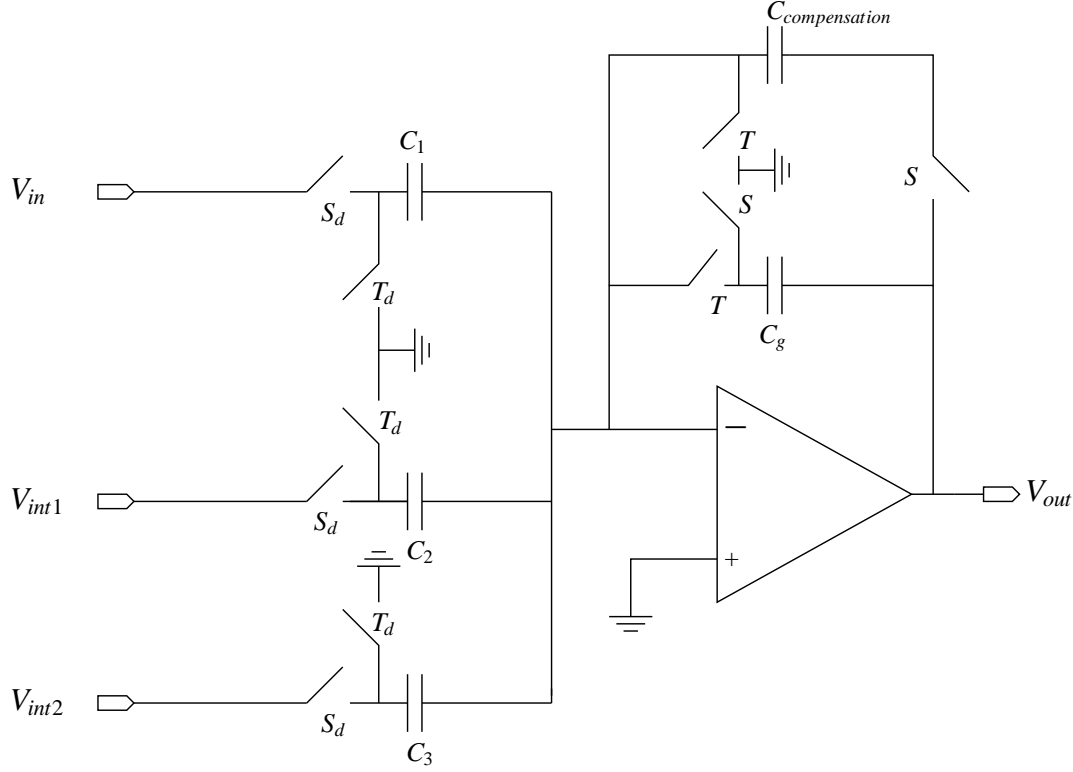 C_compensation
C_1
T
V_in
S
S_d
S
T_d
T
C_g
T_d
−
V_int1
V_out
S_d
C_2
+
T_d
V_int2
S_d
C_3